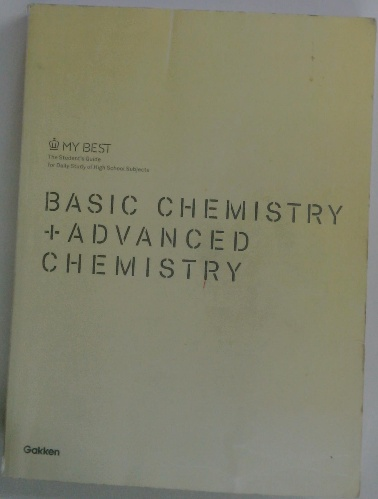 MY BEST
The Student's Guide
for Daily Study of High School Subjects
BASIC CHEMISTRY
+ADVANCED
CHEMISTRY
Gakken